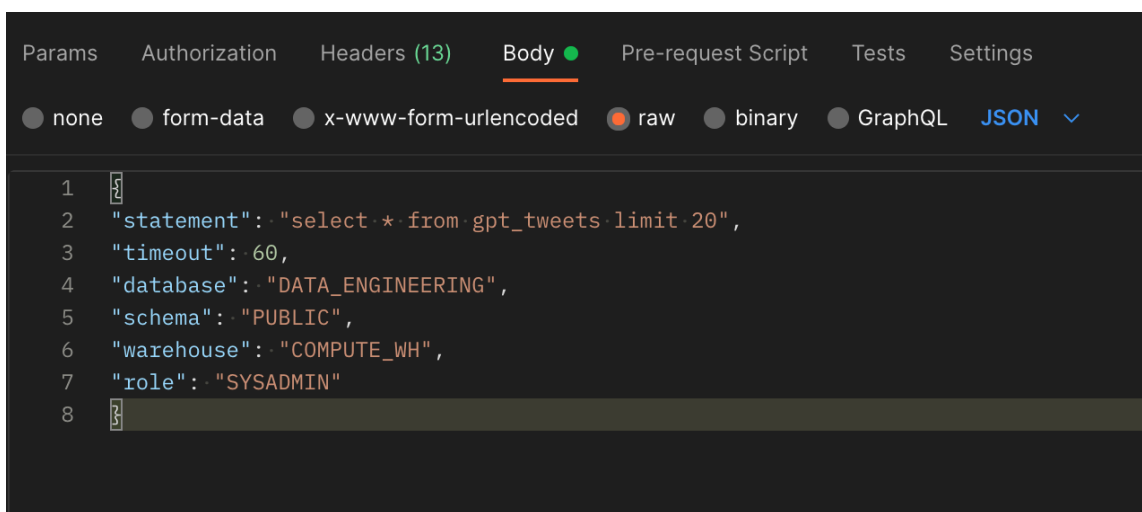 Params Authorization Headers (13) Body Pre-request Script Tests Settings
none form-data x-www-form-urlencoded raw binary GraphQL JSON
1 {
2 "statement": "select * from gpt_tweets limit 20",
3 "timeout": 60,
4 "database": "DATA_ENGINEERING",
5 "schema": "PUBLIC",
6 "warehouse": "COMPUTE_WH",
7 "role": "SYSADMIN"
8 }